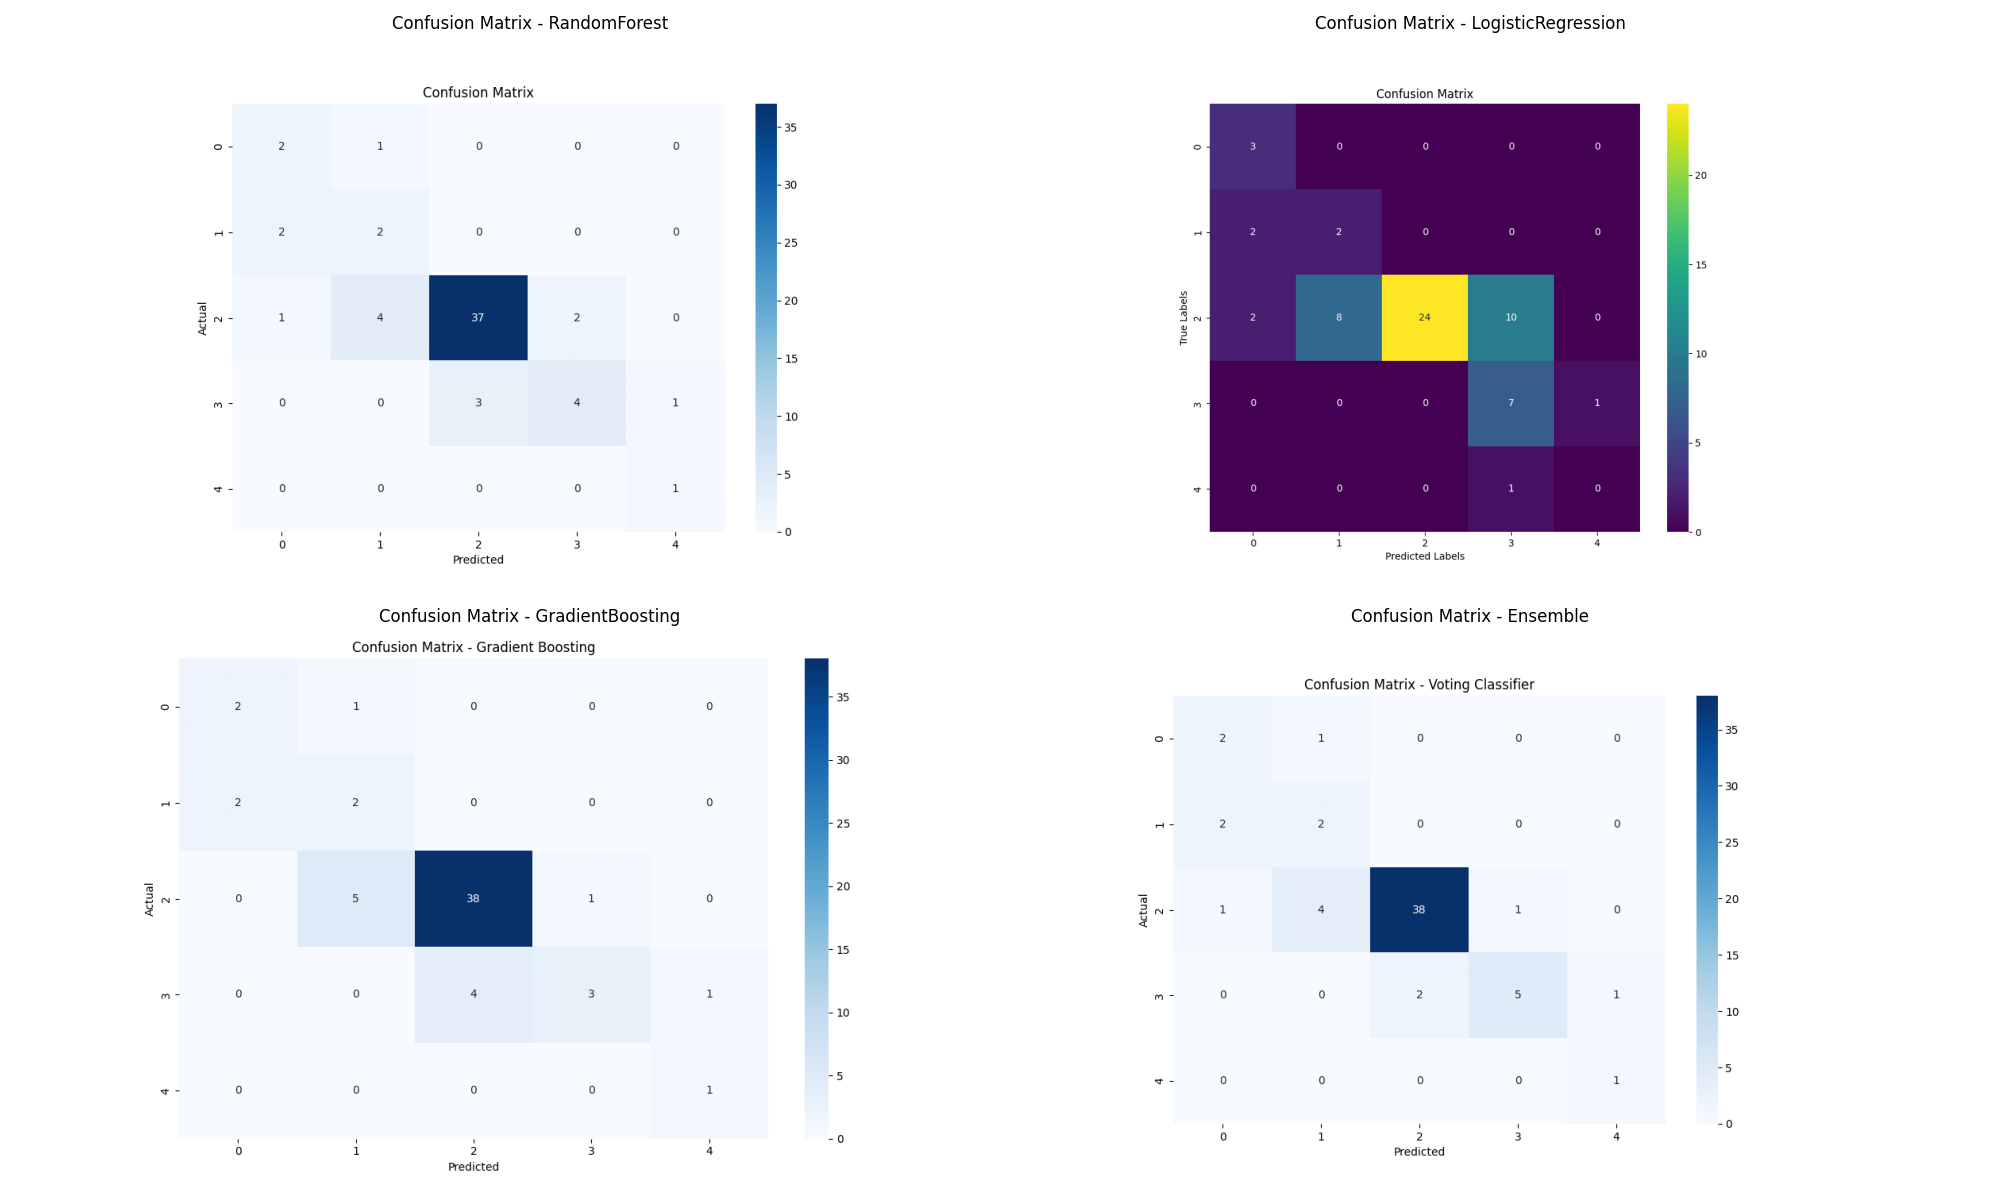 Confusion Matrix - RandomForest
Confusion Matrix
0 2 1 0 0 0
1 2 2 0 0 0
2 1 4 37 2 0
3 0 0 3 4 1
4 0 0 0 0 1
0 1 2 3 4
Actual
Predicted
35
30
25
20
15
10
5
0
Confusion Matrix - LogisticRegression
Confusion Matrix
0 3 0 0 0 0
1 2 2 0 0 0
2 2 8 24 10 0
3 0 0 0 7 1
4 0 0 0 1 0
0 1 2 3 4
True Labels
Predicted Labels
20
15
10
5
0
Confusion Matrix - GradientBoosting
Confusion Matrix - Gradient Boosting
0 2 1 0 0 0
1 2 2 0 0 0
2 0 5 38 1 0
3 0 0 4 3 1
4 0 0 0 0 1
0 1 2 3 4
Actual
Predicted
35
30
25
20
15
10
5
0
Confusion Matrix - Ensemble
Confusion Matrix - Voting Classifier
0 2 1 0 0 0
1 2 2 0 0 0
2 1 4 38 1 0
3 0 0 2 5 1
4 0 0 0 0 1
0 1 2 3 4
Actual
Predicted
35
30
25
20
15
10
5
0